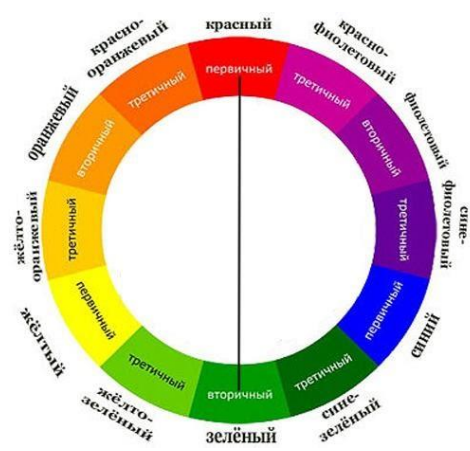 красный
первичный
красно-
фиолетовый
третичный
фиолетовый
вторичный
сине-
фиолетовый
третичный
синий
первичный
сине-
зелёный
третичный
зелёный
вторичный
жёлто-
зелёный
третичный
жёлтый
первичный
жёлто-
оранжевый
третичный
оранжевый
вторичный
красно-
оранжевый
третичный